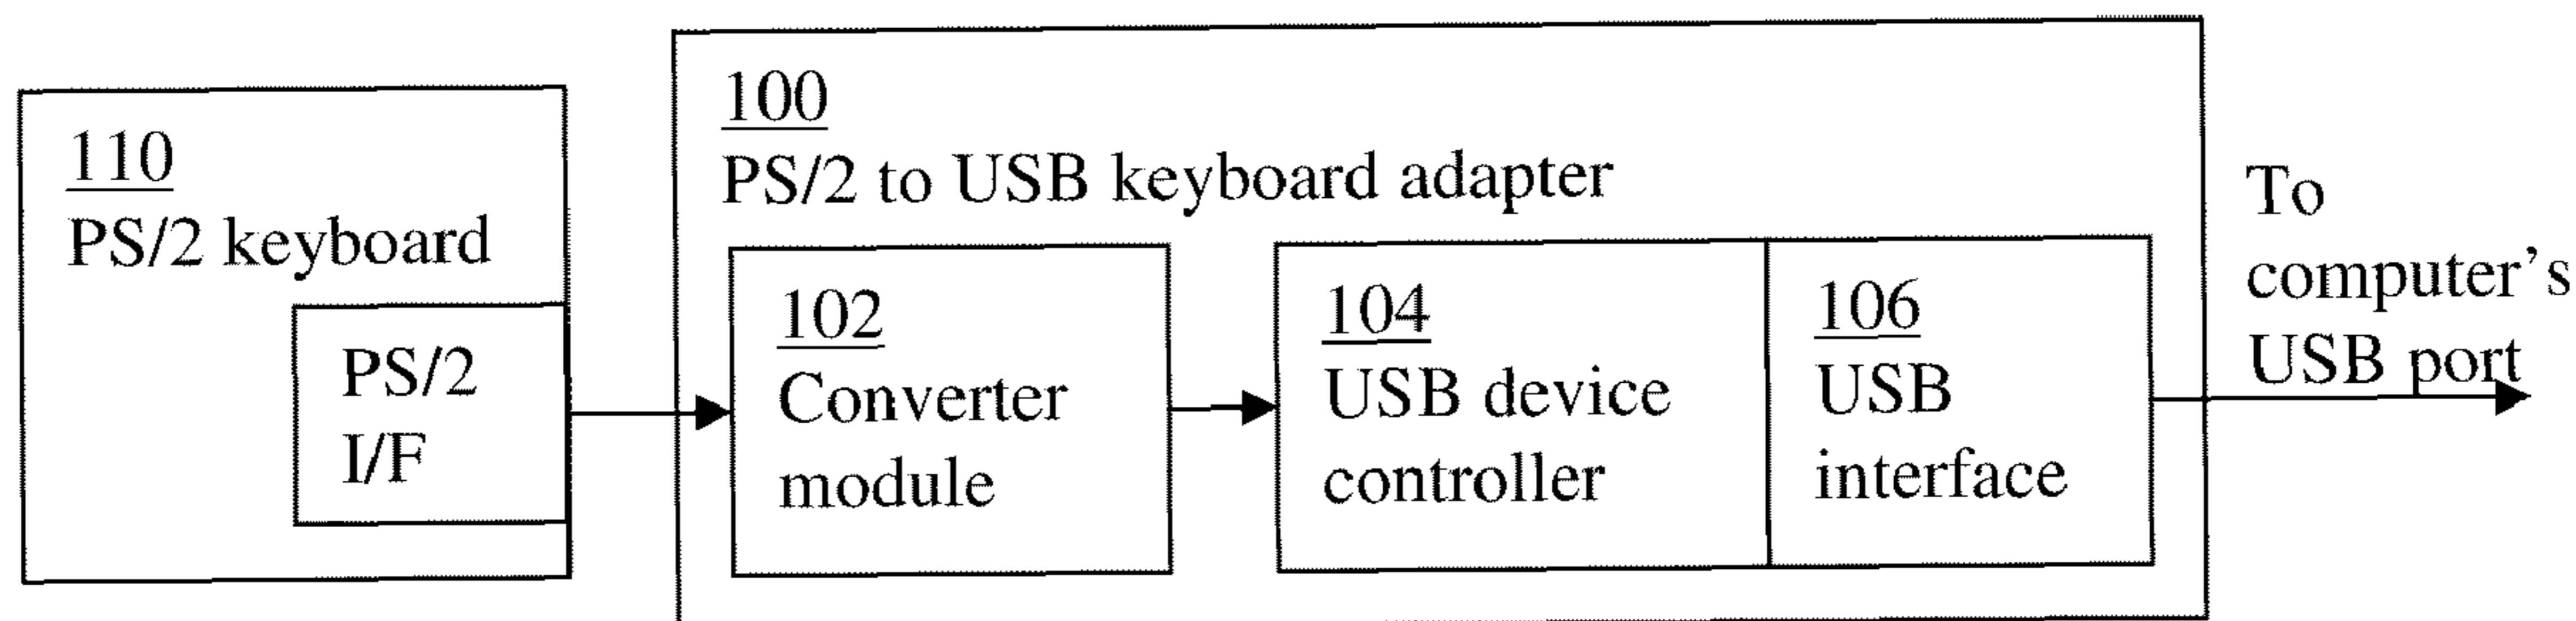 110
PS/2 keyboard
PS/2
I/F
100
PS/2 to USB keyboard adapter
102
Converter
module
104
USB device
controller
106
USB
interface
To
computer’s
USB port